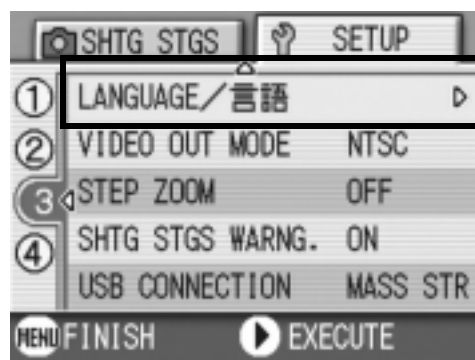 SHTG STGS SETUP
① LANGUAGE／言語
② VIDEO OUT MODE NTSC
3 STEP ZOOM OFF
④ SHTG STGS WARNG. ON
USB CONNECTION MASS STR
MENU FINISH EXECUTE